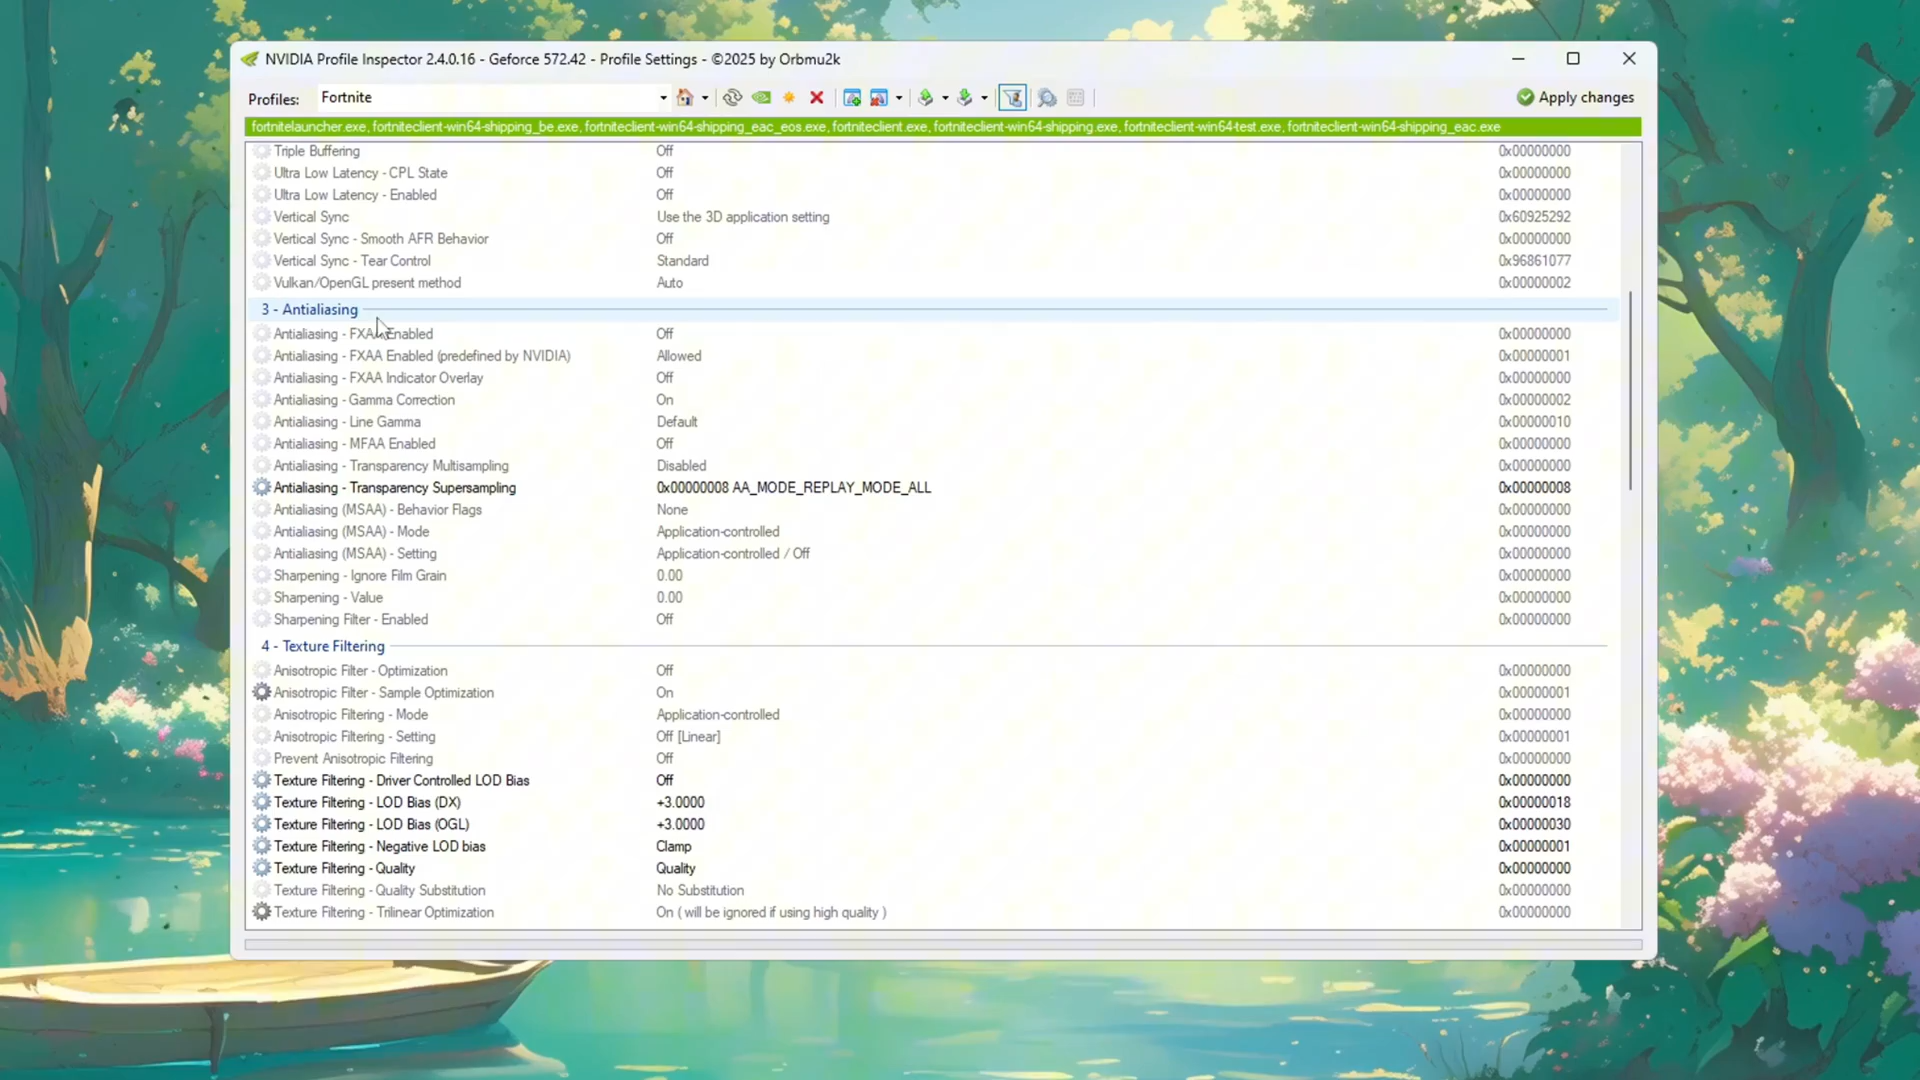 NVIDIA Profile Inspector 2.4.0.16 - Geforce 572.42 - Profile Settings - ©2025 by Orbmu2k
Profiles: Fortnite Apply changes
fortnitelauncher.exe, fortniteclient-win64-shipping_be.exe, fortniteclient-win64-shipping_eac_eos.exe, fortniteclient.exe, fortniteclient-win64-shipping.exe, fortniteclient-win64-test.exe, fortniteclient-win64-shipping_eac.exe
Triple Buffering Off 0x00000000
Ultra Low Latency - CPL State Off 0x00000000
Ultra Low Latency - Enabled Off 0x00000000
Vertical Sync Use the 3D application setting 0x60925292
Vertical Sync - Smooth AFR Behavior Off 0x00000000
Vertical Sync - Tear Control Standard 0x96861077
Vulkan/OpenGL present method Auto 0x00000002
3 - Antialiasing
Antialiasing - FXAA Enabled Off 0x00000000
Antialiasing - FXAA Enabled (predefined by NVIDIA) Allowed 0x00000001
Antialiasing - FXAA Indicator Overlay Off 0x00000000
Antialiasing - Gamma Correction On 0x00000002
Antialiasing - Line Gamma Default 0x00000010
Antialiasing - MFAA Enabled Off 0x00000000
Antialiasing - Transparency Multisampling Disabled 0x00000000
Antialiasing - Transparency Supersampling 0x00000008 AA_MODE_REPLAY_MODE_ALL 0x00000008
Antialiasing (MSAA) - Behavior Flags None 0x00000000
Antialiasing (MSAA) - Mode Application-controlled 0x00000000
Antialiasing (MSAA) - Setting Application-controlled / Off 0x00000000
Sharpening - Ignore Film Grain 0.00 0x00000000
Sharpening - Value 0.00 0x00000000
Sharpening Filter - Enabled Off 0x00000000
4 - Texture Filtering
Anisotropic Filter - Optimization Off 0x00000000
Anisotropic Filter - Sample Optimization On 0x00000001
Anisotropic Filtering - Mode Application-controlled 0x00000000
Anisotropic Filtering - Setting Off [Linear] 0x00000001
Prevent Anisotropic Filtering Off 0x00000000
Texture Filtering - Driver Controlled LOD Bias Off 0x00000000
Texture Filtering - LOD Bias (DX) +3.0000 0x00000018
Texture Filtering - LOD Bias (OGL) +3.0000 0x00000030
Texture Filtering - Negative LOD bias Clamp 0x00000001
Texture Filtering - Quality Quality 0x00000000
Texture Filtering - Quality Substitution No Substitution 0x00000000
Texture Filtering - Trilinear Optimization On ( will be ignored if using high quality ) 0x00000000